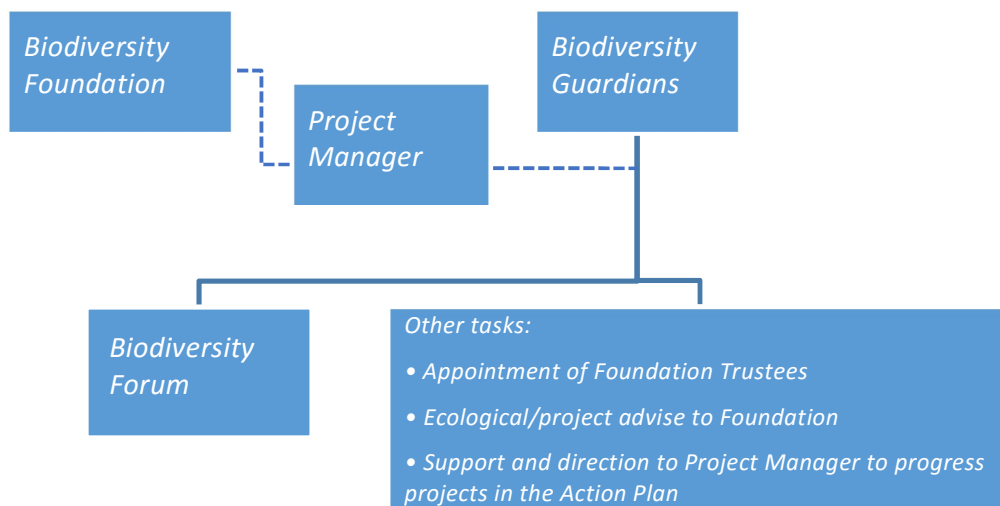 Biodiversity
Foundation
Biodiversity
Guardians
Project
Manager
Biodiversity
Forum
Other tasks:
• Appointment of Foundation Trustees
• Ecological/project advise to Foundation
• Support and direction to Project Manager to progress
projects in the Action Plan